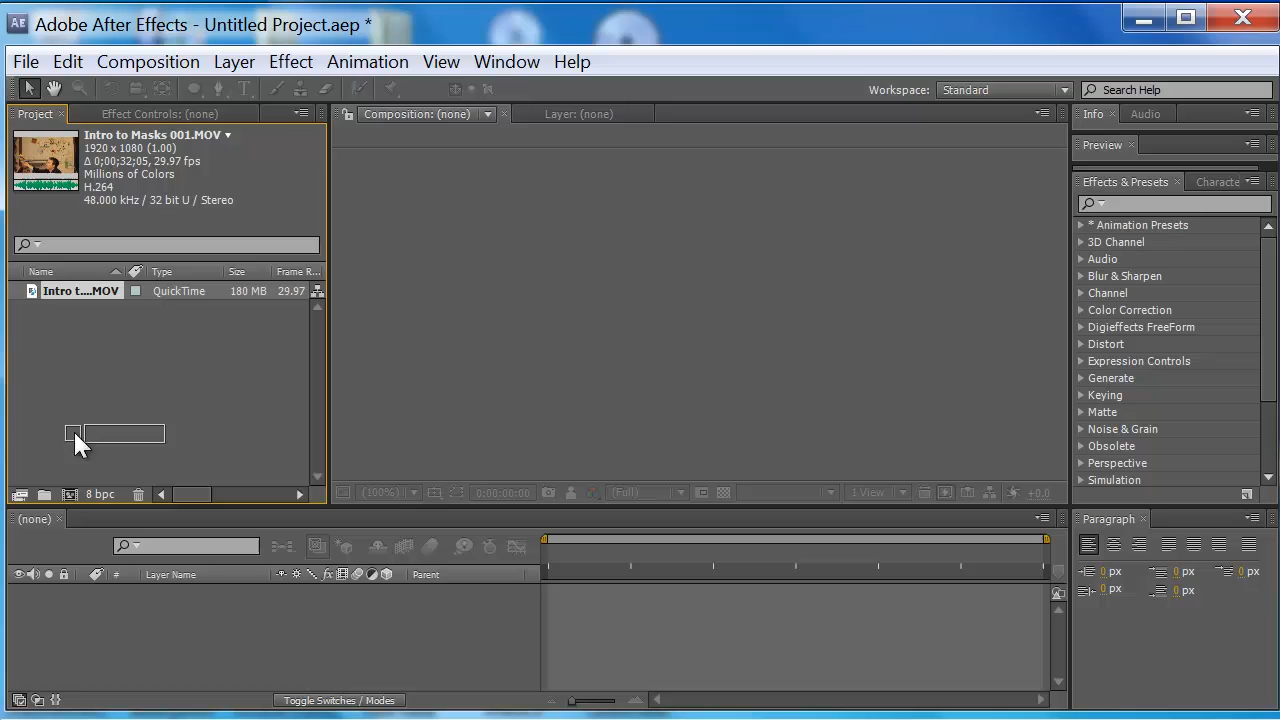 AE Adobe After Effects - Untitled Project.aep *
File Edit Composition Layer Effect Animation View Window Help
T Workspace: Standard Search Help
Project Effect Controls: (none) Composition: (none) Layer: (none) Info Audio
Intro to Masks 001.MOV
1920 x 1080 (1.00)
Δ 0;00;32;05, 29.97 fps
Millions of Colors
H.264
48.000 kHz / 32 bit U / Stereo
Preview
Effects & Presets Characte
Name Type Size Frame R...
Intro t....MOV QuickTime 180 MB 29.97
* Animation Presets
3D Channel
Audio
Blur & Sharpen
Channel
Color Correction
Digieffects FreeForm
Distort
Expression Controls
Generate
Keying
Matte
Noise & Grain
Obsolete
Perspective
Simulation
8 bpc
(100%) 0:00:00:00 (Full) 1 View +0.0
(none)
# Layer Name fx Parent
Toggle Switches / Modes
Paragraph
0 px 0 px 0 px
0 px 0 px